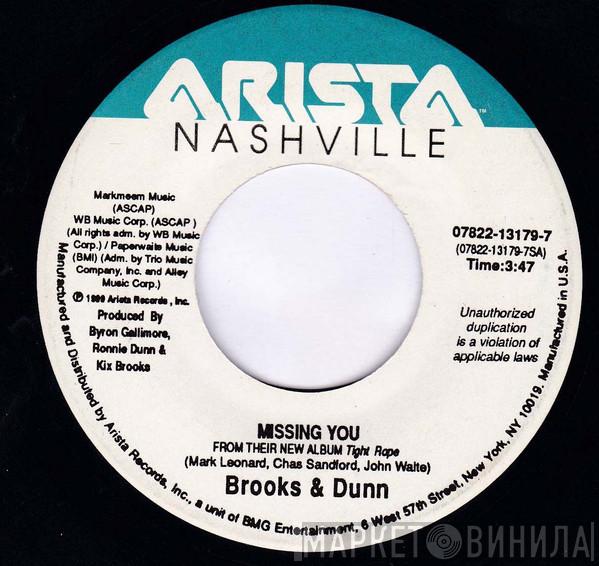 ARISTA™
NASHVILLE
Markmeem Music
(ASCAP)
WB Music Corp. (ASCAP )
(All rights adm. by WB Music
Corp.) / Paperwaite Music
(BMI) (Adm. by Trio Music
Company, Inc. and Alley
Music Corp.)
℗ 1999 Arista Records , Inc.
Produced By
Byron Gallimore,
Ronnie Dunn &
Kix Brooks
07822-13179-7
(07822-13179-7SA)
Time:3:47
Unauthorized
duplication
is a violation of
applicable laws
MISSING YOU
FROM THEIR NEW ALBUM Tight Rope
(Mark Leonard, Chas Sandford, John Waite)
Brooks & Dunn
Manufactured and Distributed by Arista Records, Inc., a unit of BMG Entertainment, 6 West 57th Street, New York, NY 10019. Manufactured in U.S.A.
МАРКЕТ ВИНИЛА